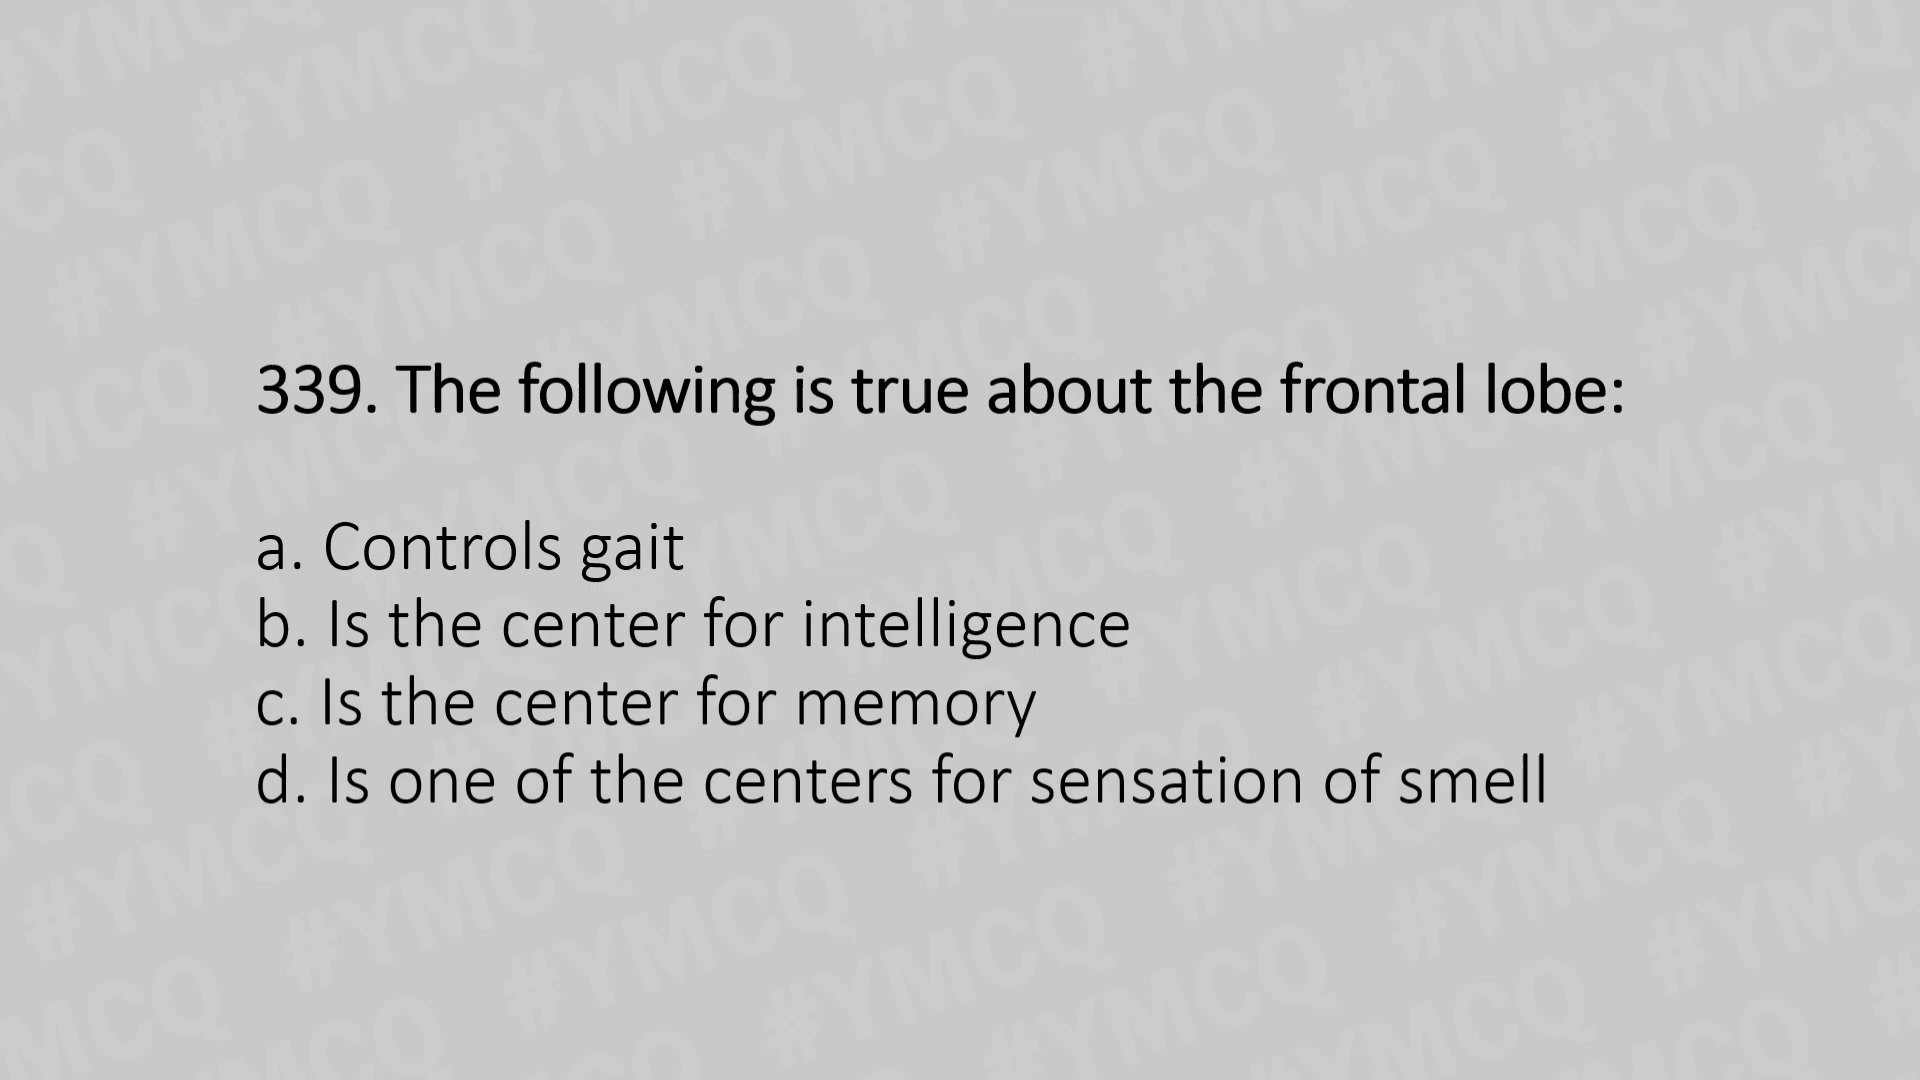 339. The following is true about the frontal lobe:
a. Controls gait
b. Is the center for intelligence
c. Is the center for memory
d. Is one of the centers for sensation of smell
#YMCQ